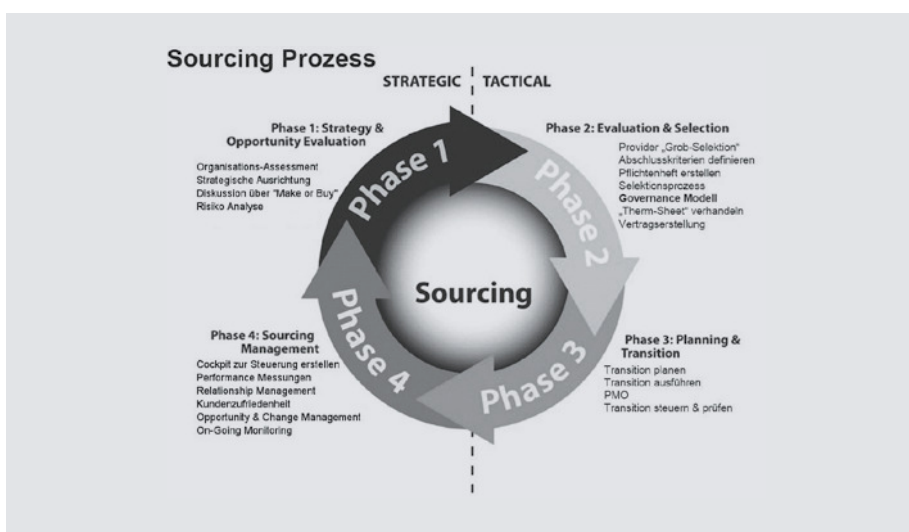 Sourcing Prozess
STRATEGIC TACTICAL
Phase 1: Strategy &
Opportunity Evaluation
Organisations-Assessment
Strategische Ausrichtung
Diskussion über "Make or Buy"
Risiko Analyse
Phase 2: Evaluation & Selection
Provider „Grob-Selektion"
Abschlusskriterien definieren
Pflichtenheft erstellen
Selektionsprozess
Governance Modell
„Therm-Sheet" verhandeln
Vertragserstellung
Phase 1
Phase 2
Sourcing
Phase 4
Phase 3
Phase 4: Sourcing
Management
Cockpit zur Steuerung erstellen
Performance Messungen
Relationship Management
Kundenzufriedenheit
Opportunity & Change Management
On-Going Monitoring
Phase 3: Planning &
Transition
Transition planen
Transition ausführen
PMO
Transition steuern & prüfen